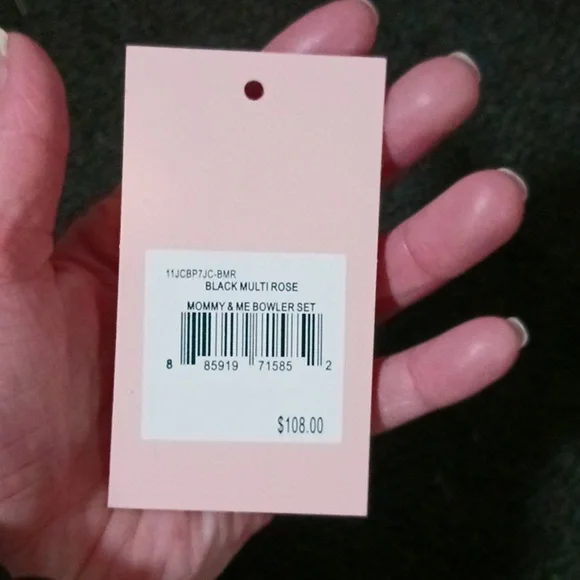 11JCBP7JC-BMR
BLACK MULTI ROSE
MOMMY & ME BOWLER SET
8 85919 71585 2
$108.00